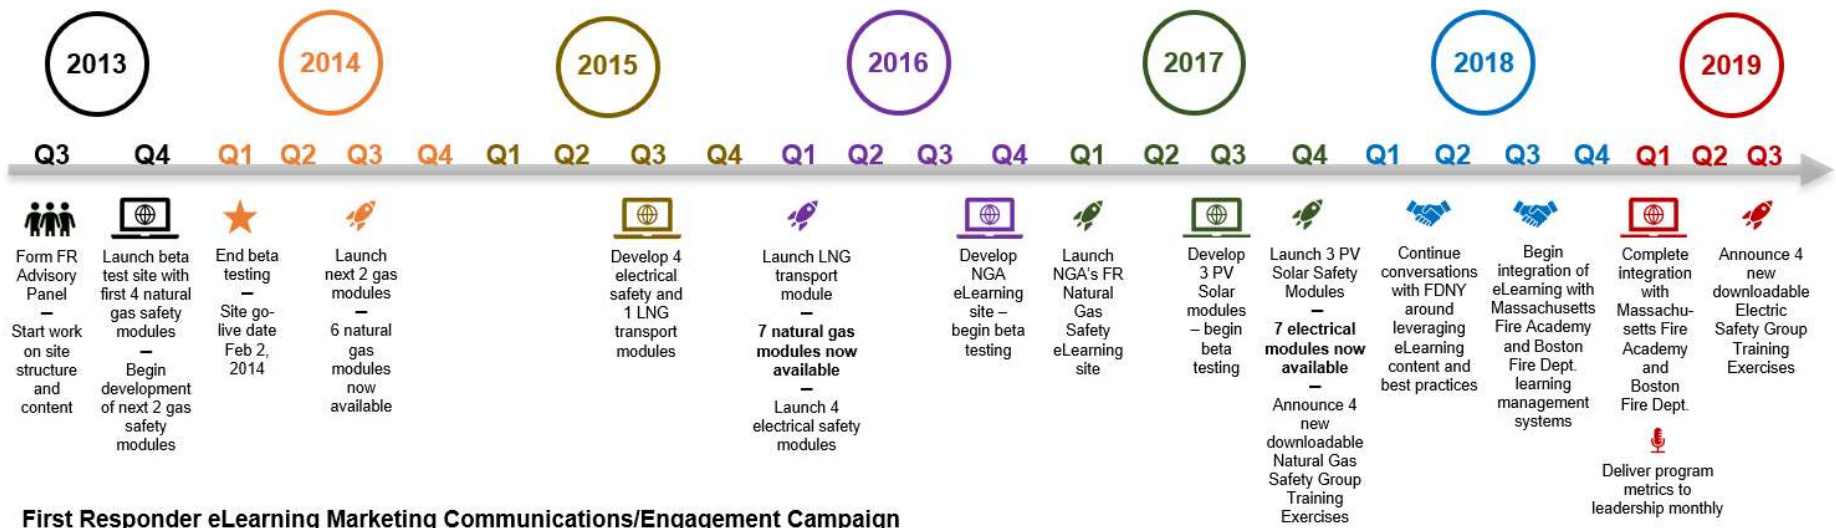 2013
2014
2015
2016
2017
2018
2019
Q3 Q4 Q1 Q2 Q3 Q4 Q1 Q2 Q3 Q4 Q1 Q2 Q3 Q4 Q1 Q2 Q3 Q4 Q1 Q2 Q3 Q4 Q1 Q2 Q3
Form FR
Advisory
Panel
–
Start work
on site
structure
and
content
Launch beta
test site with
first 4 natural
gas safety
modules
–
Begin
development
of next 2 gas
safety
modules
End beta
testing
–
Site go-
live date
Feb 2,
2014
Launch
next 2 gas
modules
–
6 natural
gas
modules
now
available
Develop 4
electrical
safety and
1 LNG
transport
modules
Launch LNG
transport
module
–
7 natural gas
modules now
available
–
Launch 4
electrical safety
modules
Develop
NGA
eLearning
site –
begin beta
testing
Launch
NGA's FR
Natural
Gas
Safety
eLearning
site
Develop
3 PV
Solar
modules
– begin
beta
testing
Launch 3 PV
Solar Safety
Modules
–
7 electrical
modules now
available
–
Announce 4
new
downloadable
Natural Gas
Safety Group
Training
Exercises
Continue
conversations
with FDNY
around
leveraging
eLearning
content and
best practices
Begin
integration of
eLearning with
Massachusetts
Fire Academy
and Boston
Fire Dept.
learning
management
systems
Complete
integration
with
Massachu-
setts Fire
Academy
and
Boston
Fire Dept.
Deliver program
metrics to
leadership monthly
Announce 4
new
downloadable
Electric
Safety Group
Training
Exercises
First Responder eLearning Marketing Communications/Engagement Campaign